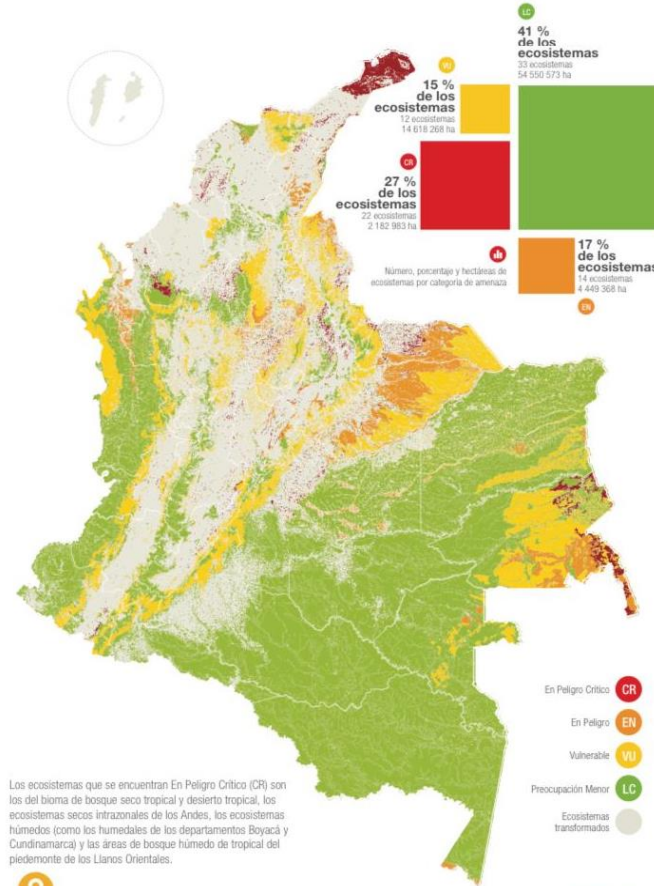 LC
41 %
de los
ecosistemas
33 ecosistemas
54 550 573 ha
VU
15 %
de los
ecosistemas
12 ecosistemas
14 618 268 ha
CR
27 %
de los
ecosistemas
22 ecosistemas
2 182 983 ha
17 %
de los
ecosistemas
14 ecosistemas
4 449 368 ha
EN
Número, porcentaje y hectáreas de
ecosistemas por categoría de amenaza
En Peligro Crítico CR
En Peligro EN
Vulnerable VU
Preocupación Menor LC
Ecosistemas
transformados
Los ecosistemas que se encuentran En Peligro Crítico (CR) son
los del bioma de bosque seco tropical y desierto tropical, los
ecosistemas secos intrazonales de los Andes, los ecosistemas
húmedos (como los humedales de los departamentos Boyacá y
Cundinamarca) y las áreas de bosque húmedo de tropical del
piedemonte de los Llanos Orientales.